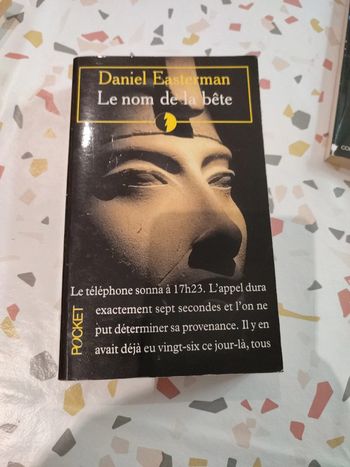 Daniel Easterman
Le nom de la bête
Le téléphone sonna à 17h23. L'appel dura
exactement sept secondes et l'on ne
put déterminer sa provenance. Il y en
avait déjà eu vingt-six ce jour-là, tous
POCKET